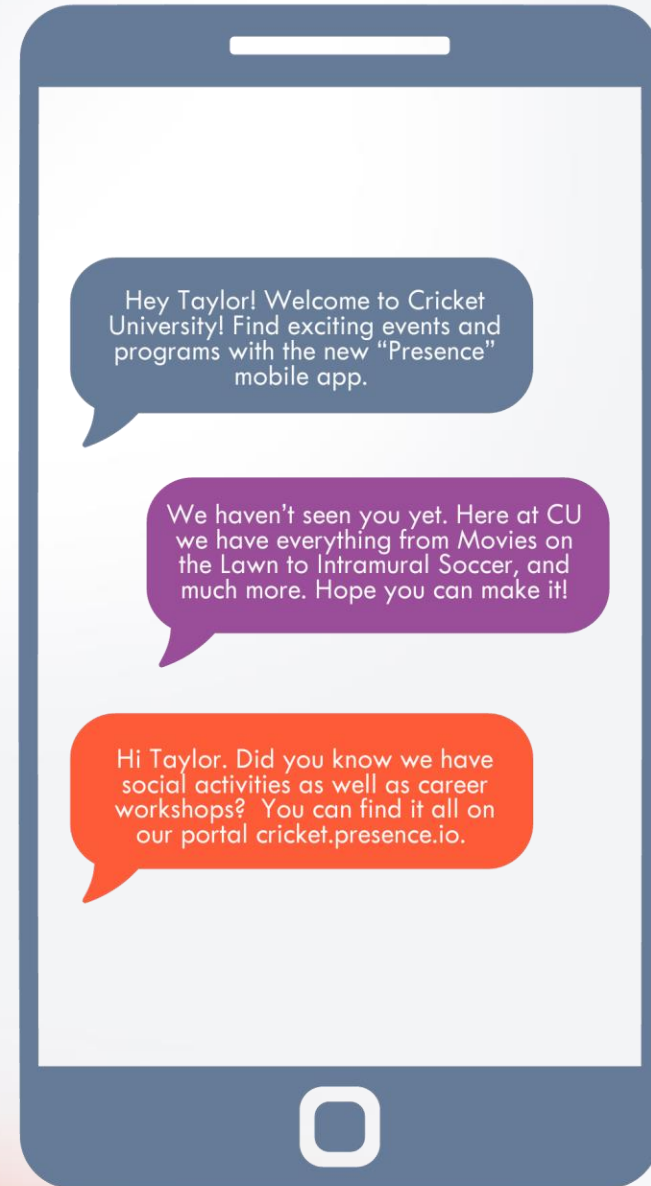 Hey Taylor! Welcome to Cricket
University! Find exciting events and
programs with the new “Presence”
mobile app.
We haven’t seen you yet. Here at CU
we have everything from Movies on
the Lawn to Intramural Soccer, and
much more. Hope you can make it!
Hi Taylor. Did you know we have
social activities as well as career
workshops?  You can find it all on
our portal cricket.presence.io.